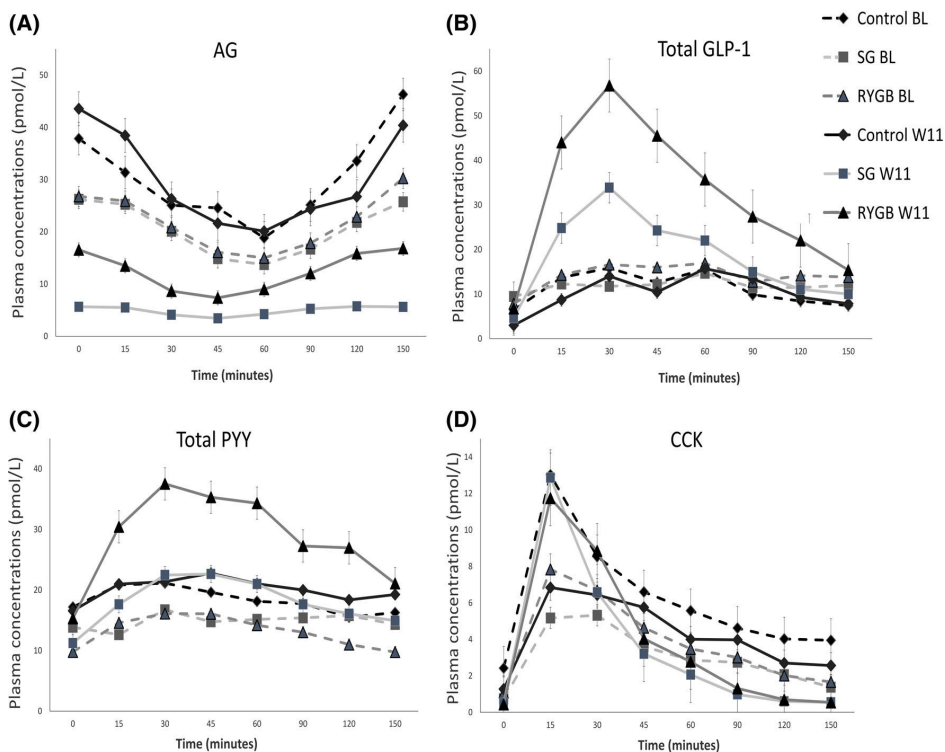 (A)
AG
Plasma concentrations (pmol/L)
50
40
30
20
10
0
0 15 30 45 60 90 120 150
Time (minutes)
(B)
Total GLP-1
Plasma concentrations (pmol/L)
60
50
40
30
20
10
0
0 15 30 45 60 90 120 150
Time (minutes)
Control BL
SG BL
RYGB BL
Control W11
SG W11
RYGB W11
(C)
Total PYY
Plasma concentrations (pmol/L)
40
30
20
10
0
0 15 30 45 60 90 120 150
Time (minutes)
(D)
CCK
Plasma concentrations (pmol/L)
14
12
10
8
6
4
2
0
0 15 30 45 60 90 120 150
Time (minutes)